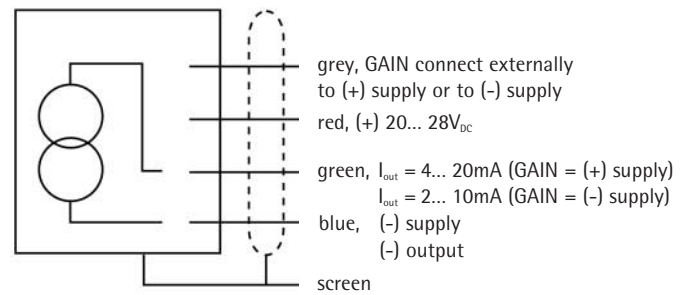 grey, GAIN connect externally
to (+) supply or to (-) supply
red, (+) 20... 28V_DC
green, I_out = 4... 20mA (GAIN = (+) supply)
I_out = 2... 10mA (GAIN = (-) supply)
blue, (-) supply
(-) output
screen